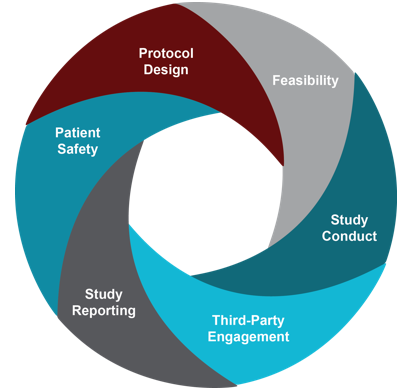 Protocol
Design
Feasibility
Study
Conduct
Third-Party
Engagement
Study
Reporting
Patient
Safety